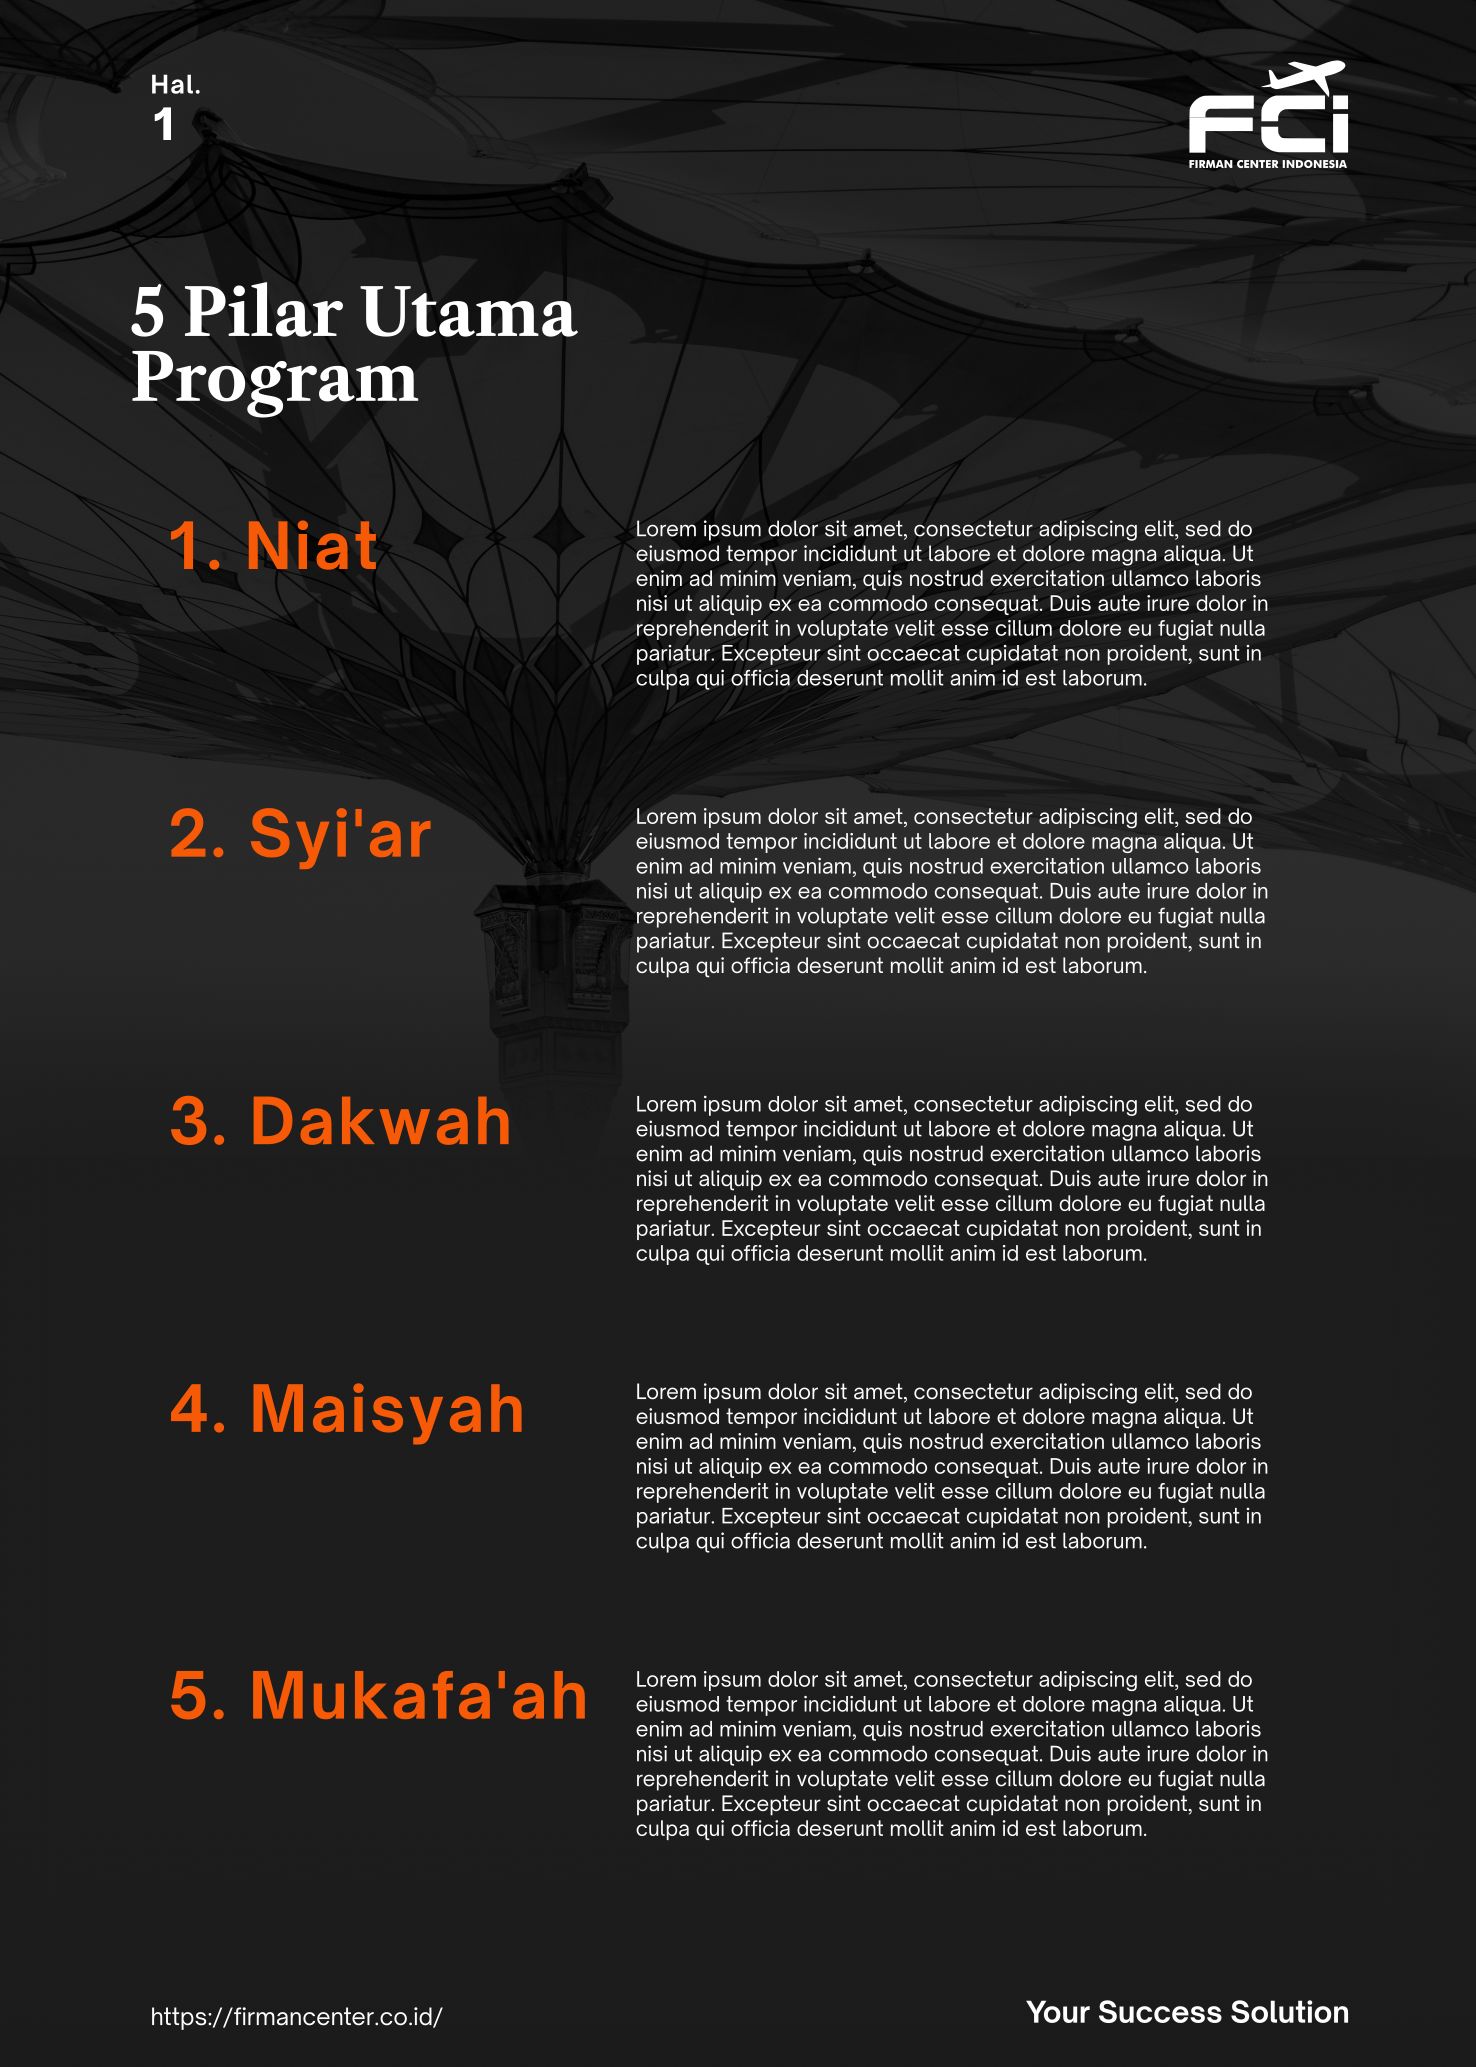 Hal.
1
FCi
FIRMAN CENTER INDONESIA
5 Pilar Utama
Program
1. Niat
Lorem ipsum dolor sit amet, consectetur adipiscing elit, sed do
eiusmod tempor incididunt ut labore et dolore magna aliqua. Ut
enim ad minim veniam, quis nostrud exercitation ullamco laboris
nisi ut aliquip ex ea commodo consequat. Duis aute irure dolor in
reprehenderit in voluptate velit esse cillum dolore eu fugiat nulla
pariatur. Excepteur sint occaecat cupidatat non proident, sunt in
culpa qui officia deserunt mollit anim id est laborum.
2. Syi'ar
Lorem ipsum dolor sit amet, consectetur adipiscing elit, sed do
eiusmod tempor incididunt ut labore et dolore magna aliqua. Ut
enim ad minim veniam, quis nostrud exercitation ullamco laboris
nisi ut aliquip ex ea commodo consequat. Duis aute irure dolor in
reprehenderit in voluptate velit esse cillum dolore eu fugiat nulla
pariatur. Excepteur sint occaecat cupidatat non proident, sunt in
culpa qui officia deserunt mollit anim id est laborum.
3. Dakwah
Lorem ipsum dolor sit amet, consectetur adipiscing elit, sed do
eiusmod tempor incididunt ut labore et dolore magna aliqua. Ut
enim ad minim veniam, quis nostrud exercitation ullamco laboris
nisi ut aliquip ex ea commodo consequat. Duis aute irure dolor in
reprehenderit in voluptate velit esse cillum dolore eu fugiat nulla
pariatur. Excepteur sint occaecat cupidatat non proident, sunt in
culpa qui officia deserunt mollit anim id est laborum.
4. Maisyah
Lorem ipsum dolor sit amet, consectetur adipiscing elit, sed do
eiusmod tempor incididunt ut labore et dolore magna aliqua. Ut
enim ad minim veniam, quis nostrud exercitation ullamco laboris
nisi ut aliquip ex ea commodo consequat. Duis aute irure dolor in
reprehenderit in voluptate velit esse cillum dolore eu fugiat nulla
pariatur. Excepteur sint occaecat cupidatat non proident, sunt in
culpa qui officia deserunt mollit anim id est laborum.
5. Mukafa'ah
Lorem ipsum dolor sit amet, consectetur adipiscing elit, sed do
eiusmod tempor incididunt ut labore et dolore magna aliqua. Ut
enim ad minim veniam, quis nostrud exercitation ullamco laboris
nisi ut aliquip ex ea commodo consequat. Duis aute irure dolor in
reprehenderit in voluptate velit esse cillum dolore eu fugiat nulla
pariatur. Excepteur sint occaecat cupidatat non proident, sunt in
culpa qui officia deserunt mollit anim id est laborum.
https://firmancenter.co.id/
Your Success Solution